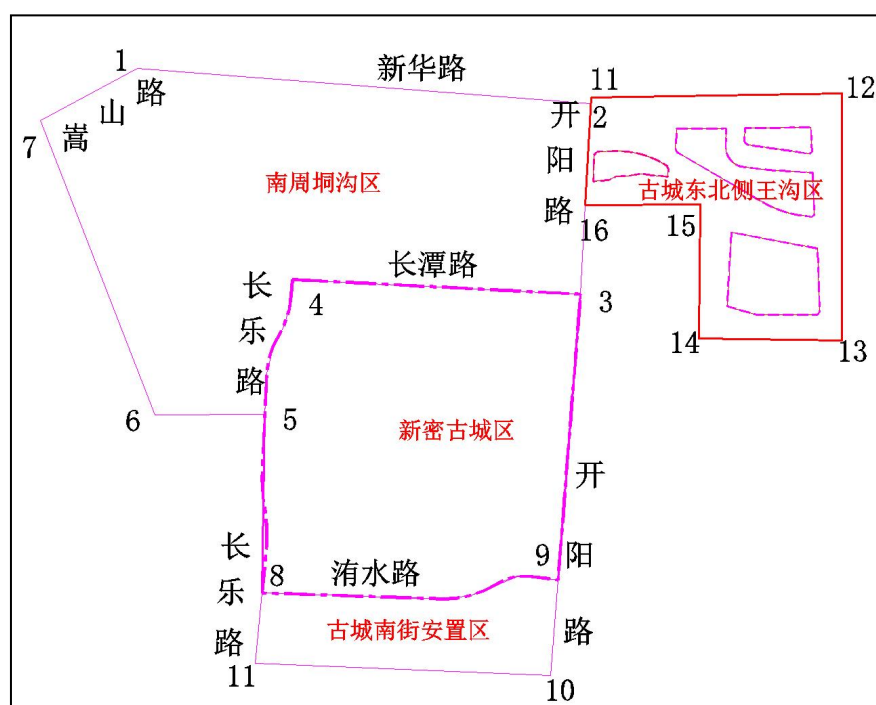 1
新华路
11
12
嵩山路
7
开阳路
2
南周垌沟区
古城东北侧王沟区
16
15
长潭路
长乐路
4
3
14
13
6
5
新密古城区
开阳路
长乐路
8
洧水路
9
古城南街安置区
11
10